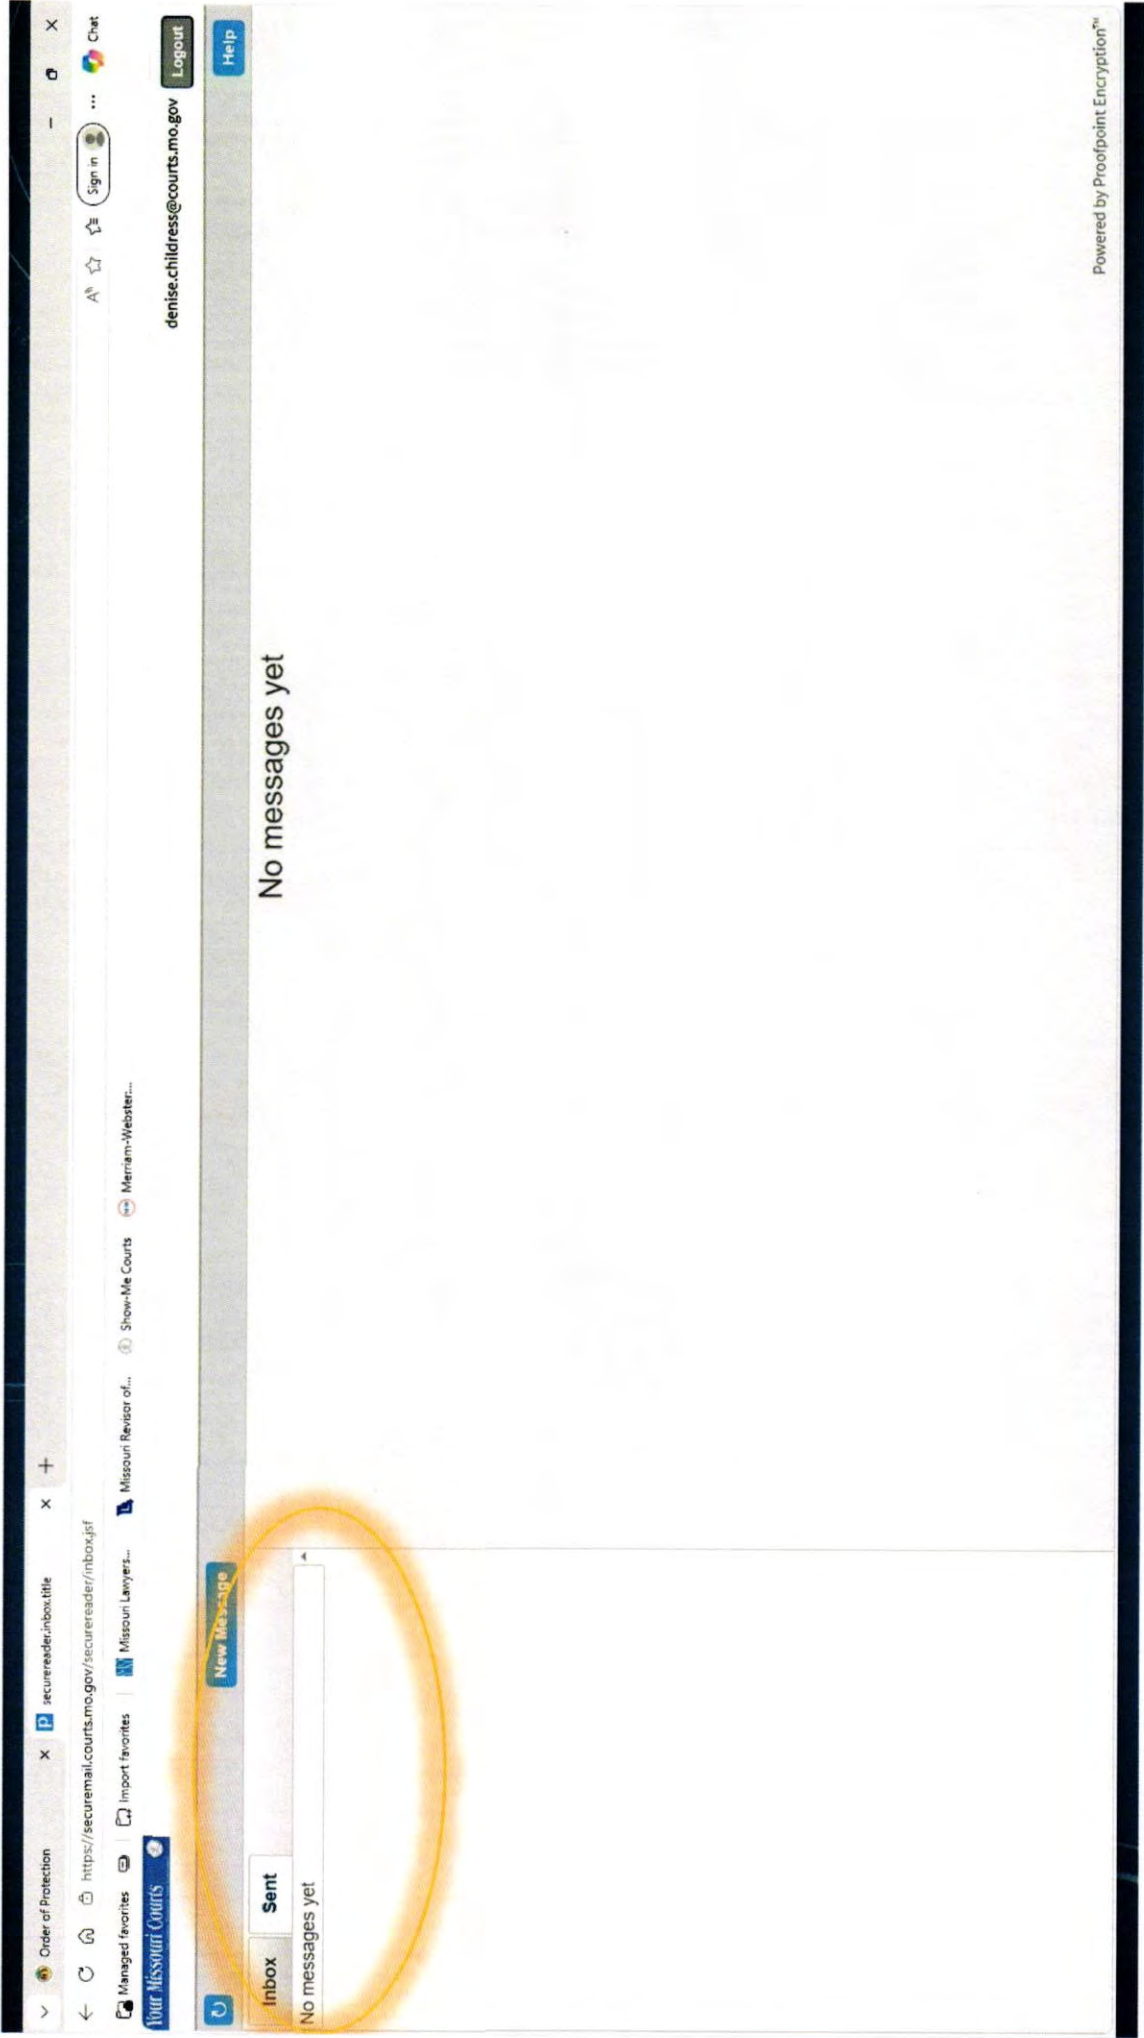 Order of Protection
securereader.inbox.title
https://securemail.courts.mo.gov/securereader/inbox.jsf
Sign in
Chat
Managed favorites
Import favorites
Missouri Lawyers...
Missouri Revisor of...
Show-Me Courts
Merriam-Webster:...
Your Missouri Courts
denise.childress@courts.mo.gov
Logout
New Message
Help
Inbox
Sent
No messages yet
No messages yet
Powered by Proofpoint Encryption™